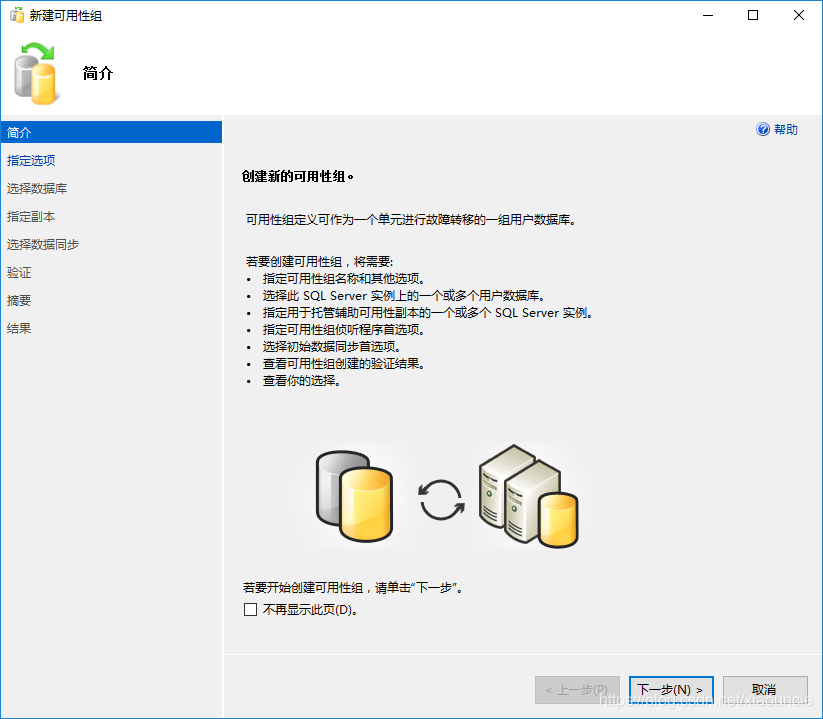 新建可用性组
简介
简介
指定选项
选择数据库
指定副本
选择数据同步
验证
摘要
结果
帮助
创建新的可用性组。
可用性组定义可作为一个单元进行故障转移的一组用户数据库。
若要创建可用性组，将需要:
• 指定可用性组名称和其他选项。
• 选择此 SQL Server 实例上的一个或多个用户数据库。
• 指定用于托管辅助可用性副本的一个或多个 SQL Server 实例。
• 指定可用性组侦听程序首选项。
• 选择初始数据同步首选项。
• 查看可用性组创建的验证结果。
• 查看你的选择。
若要开始创建可用性组，请单击“下一步”。
不再显示此页(D)。
< 上一步(P) 下一步(N) > 取消
https://blog.csdn.net/xiaouncle